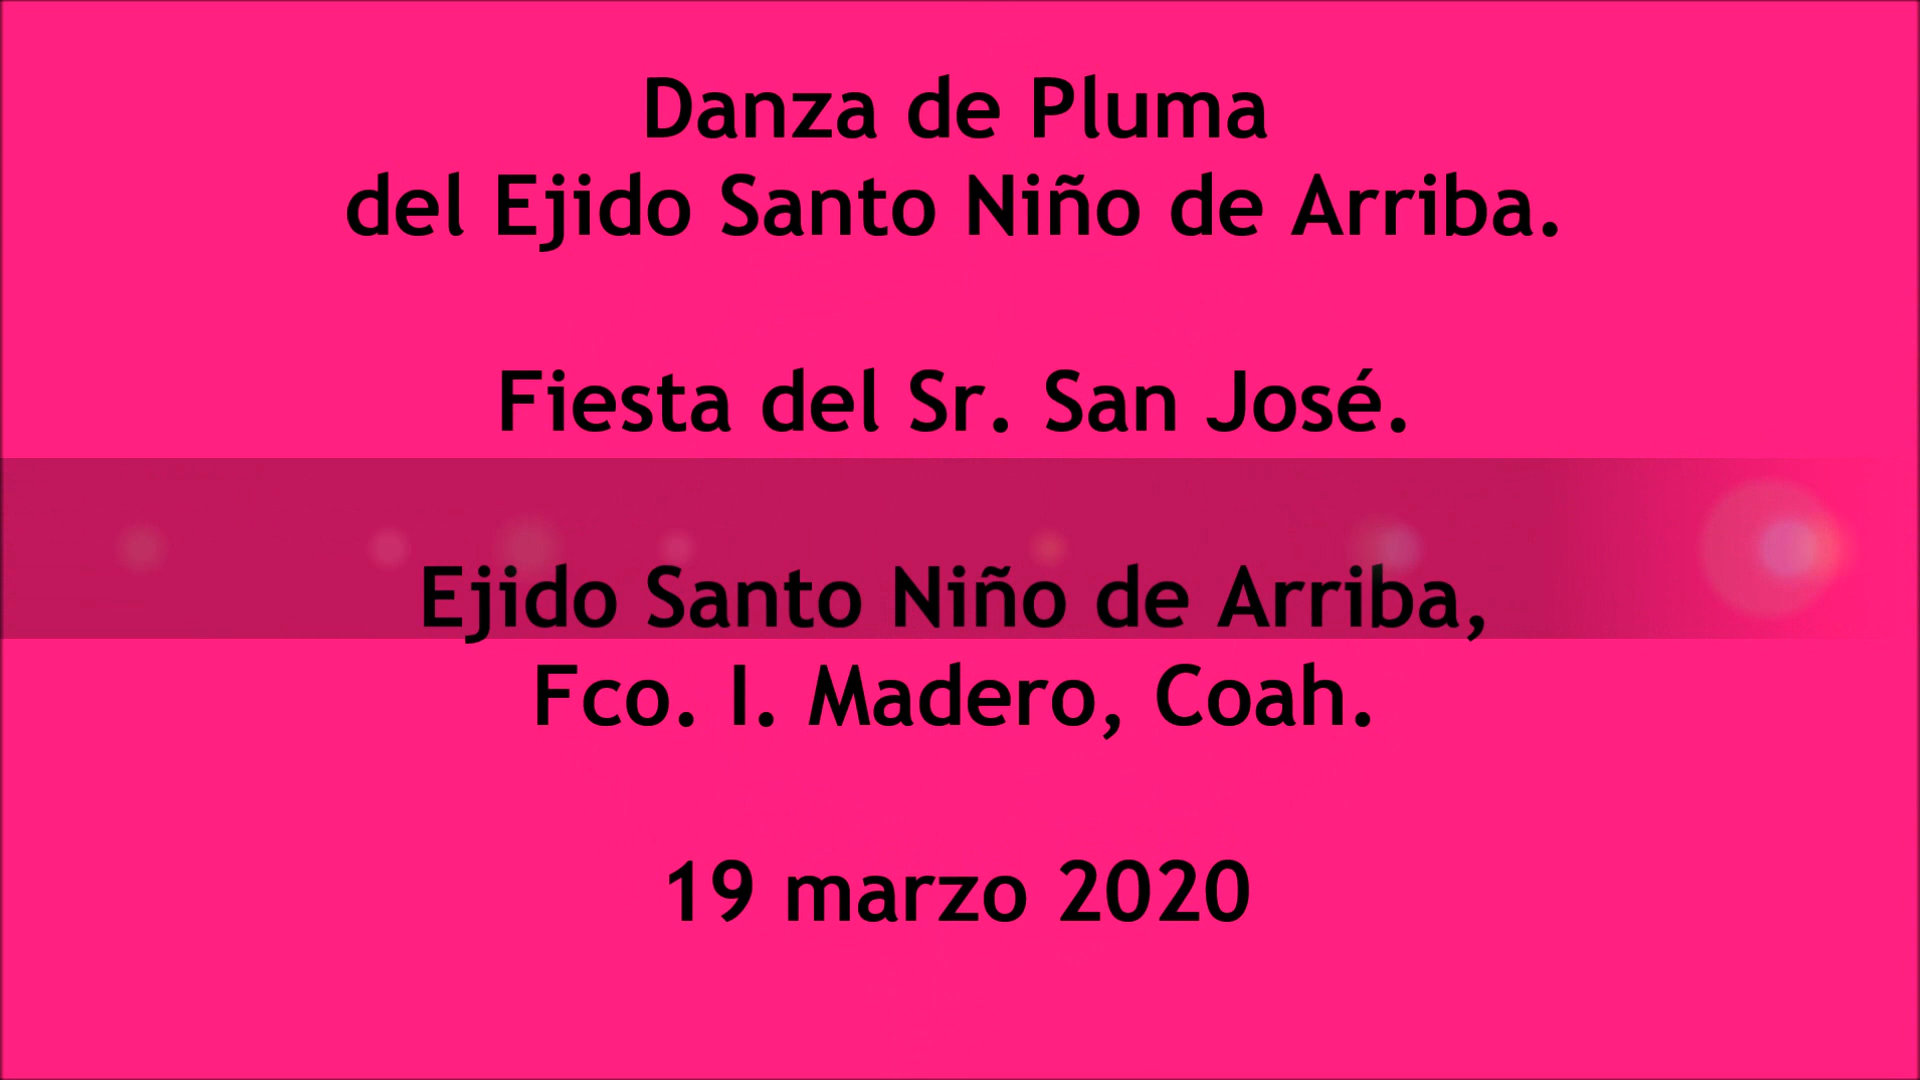 Danza de Pluma
del Ejido Santo Niño de Arriba.
Fiesta del Sr. San José.
Ejido Santo Niño de Arriba,
Fco. I. Madero, Coah.
19 marzo 2020